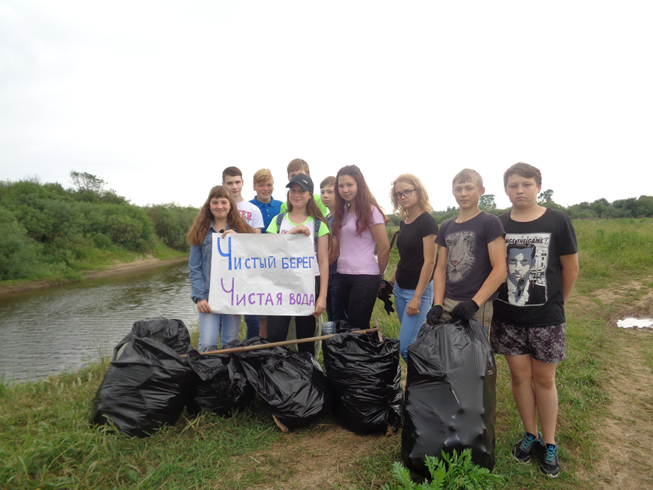 Чистый берег
Чистая вода